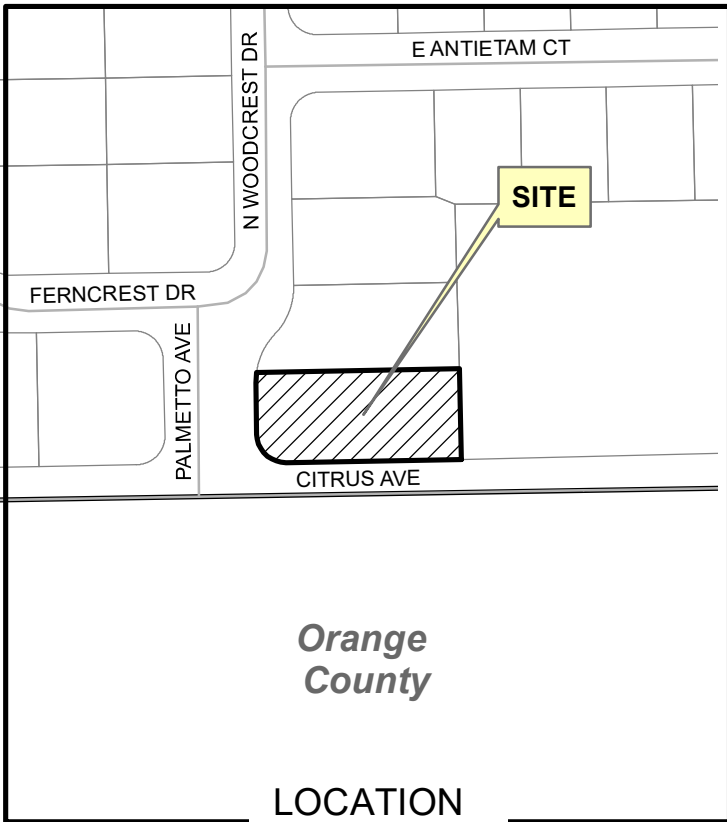 E ANTIETAM CT
N WOODCREST DR
SITE
FERNCREST DR
PALMETTO AVE
CITRUS AVE
Orange
County
LOCATION